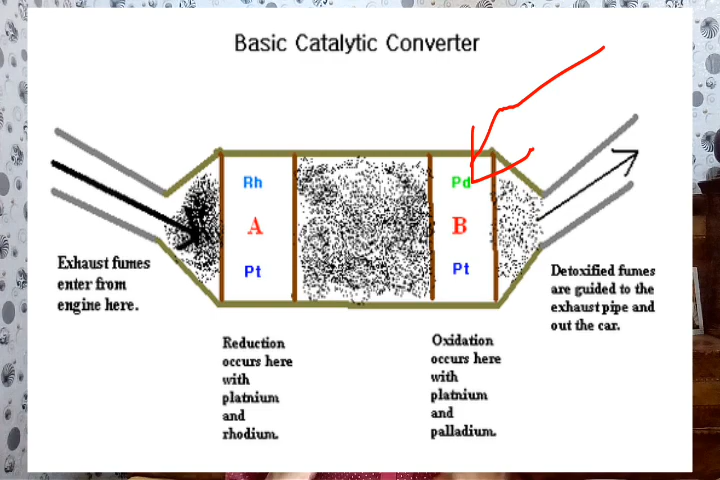 Basic Catalytic Converter
Rh
Pd
A
B
Pt
Pt
Exhaust fumes
enter from
engine here.
Detoxified fumes
are guided to the
exhaust pipe and
out the car.
Reduction
occurs here
with
platnium
and
rhodium.
Oxidation
occurs here
with
platnium
and
palladium.